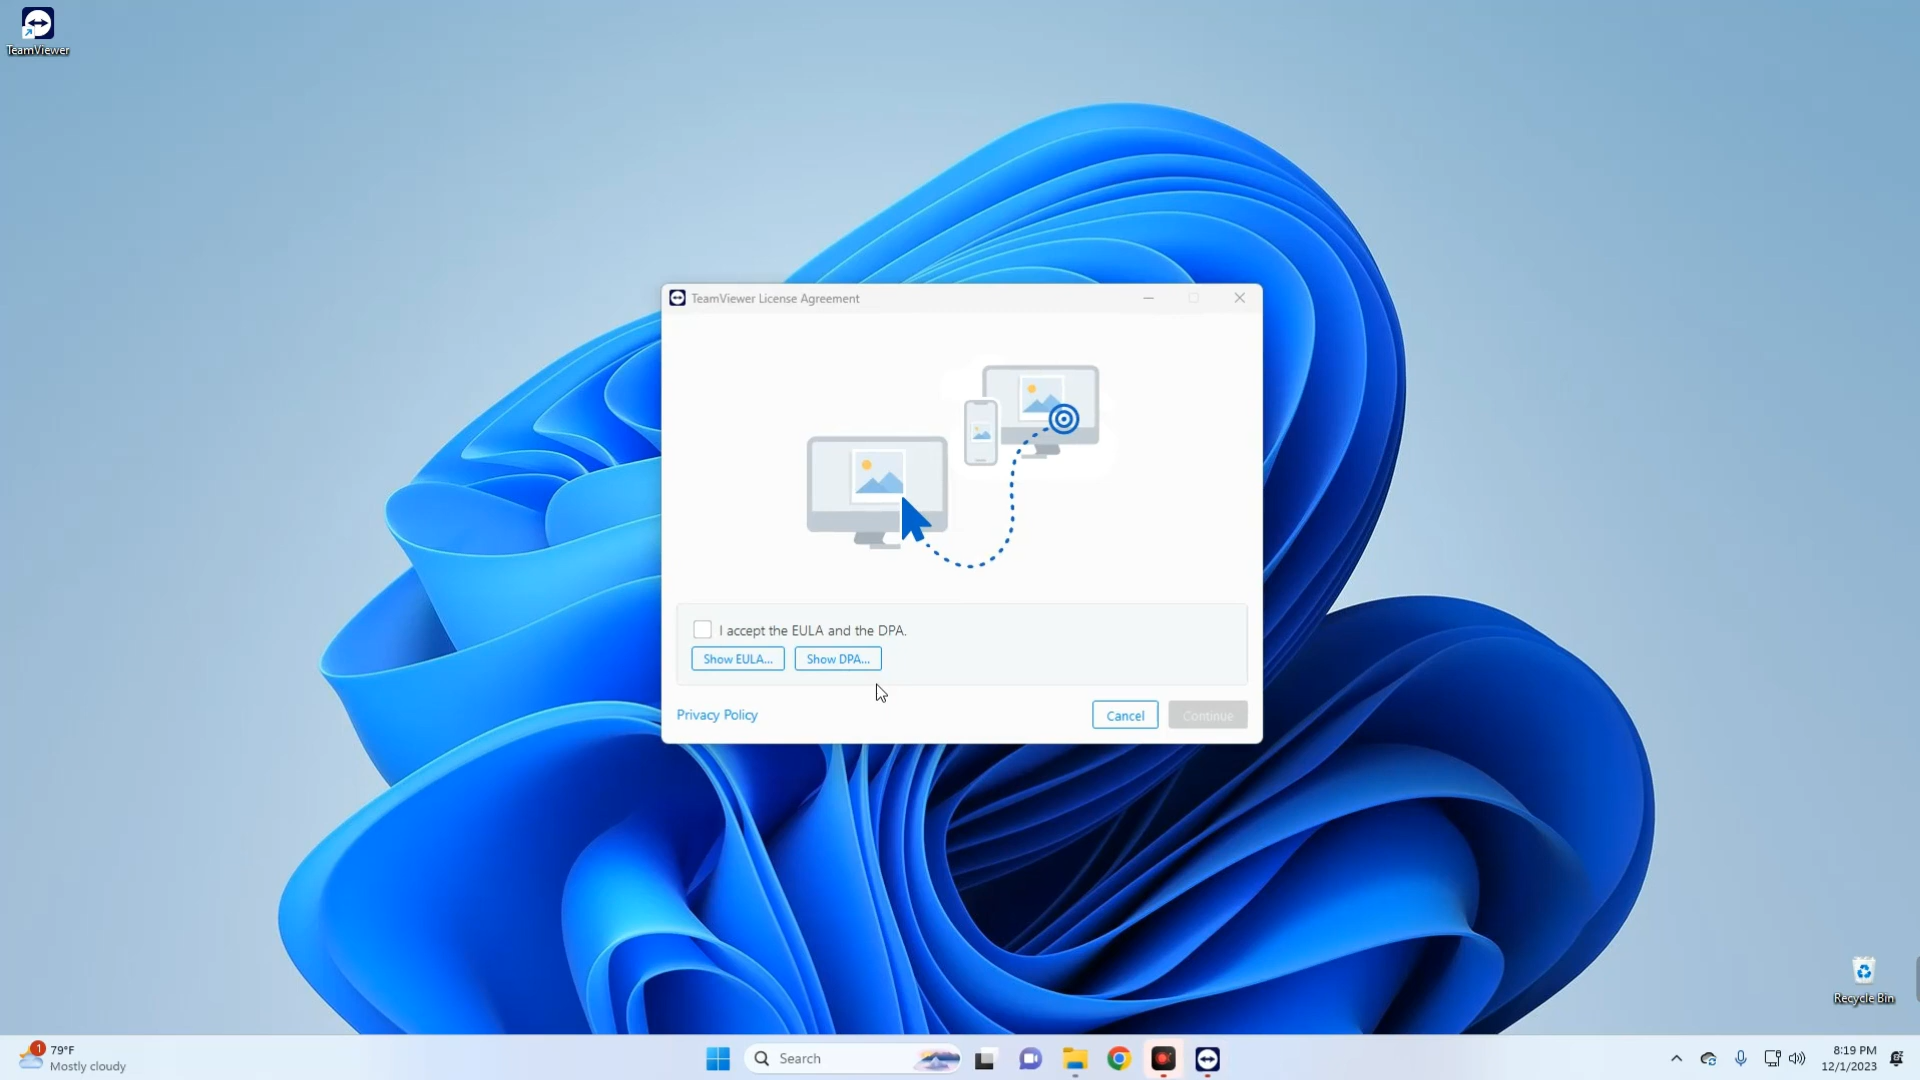 TeamViewer
TeamViewer License Agreement
I accept the EULA and the DPA.
Show EULA...
Show DPA...
Privacy Policy
Cancel
Continue
Recycle Bin
1
79°F
Mostly cloudy
Search
8:19 PM
12/1/2023